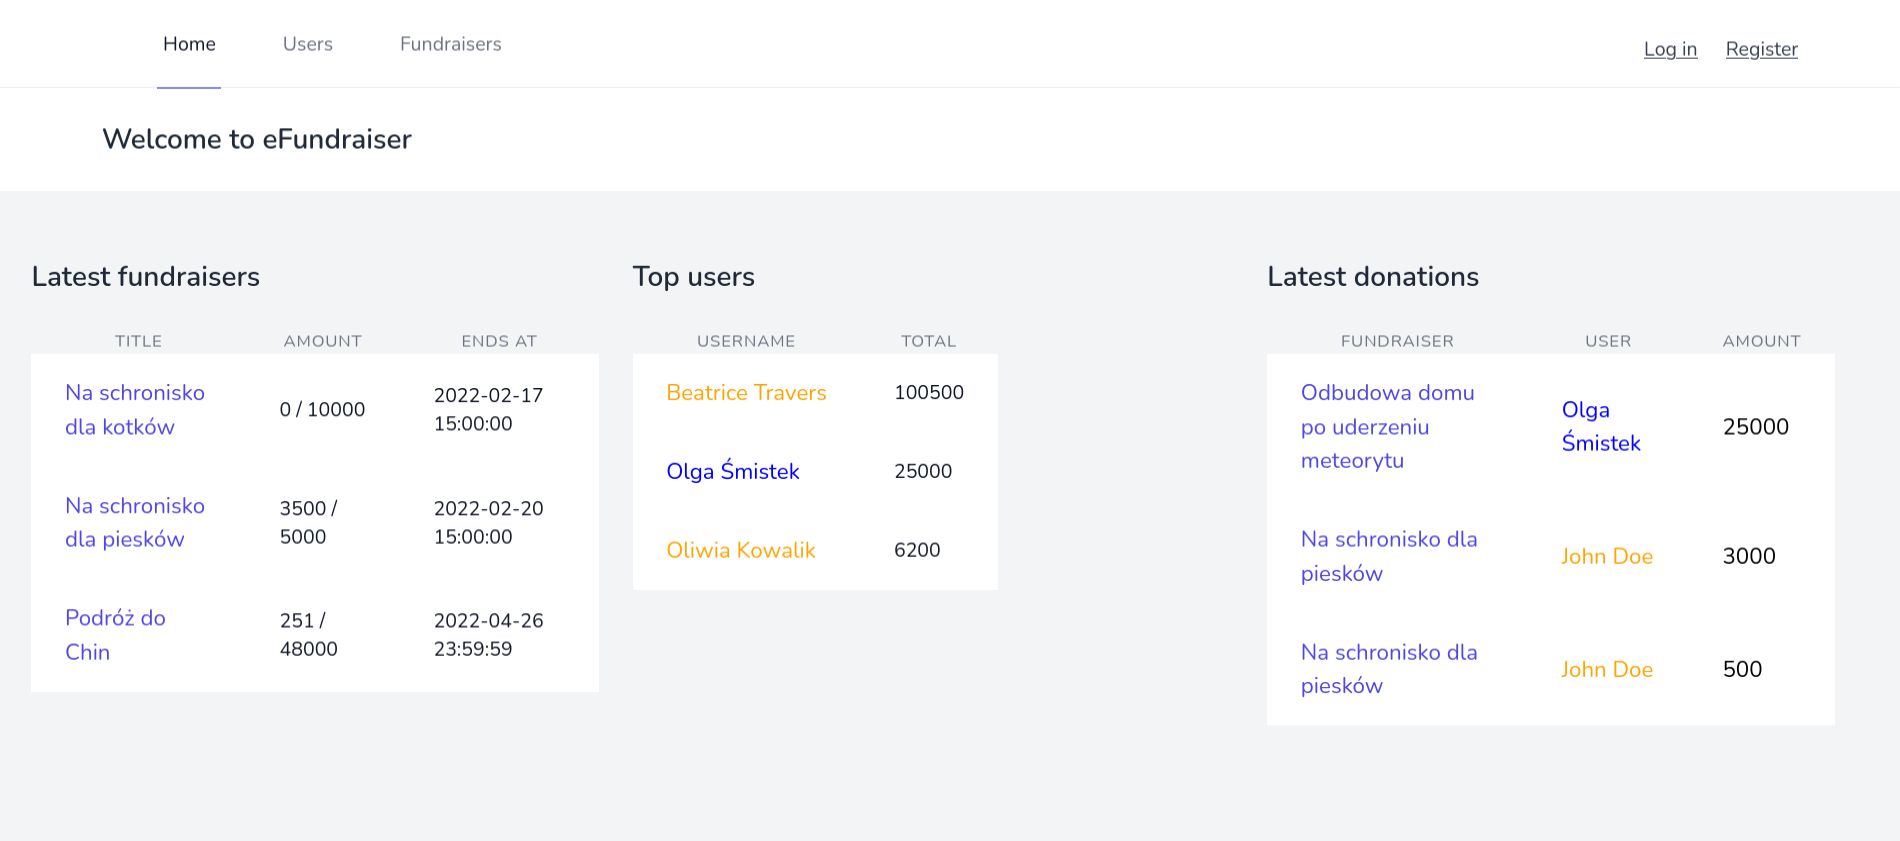 Home Users Fundraisers Log in Register
Welcome to eFundraiser
Latest fundraisers
TITLE AMOUNT ENDS AT
Na schronisko
dla kotków
0 / 10000
2022-02-17
15:00:00
Na schronisko
dla piesków
3500 /
5000
2022-02-20
15:00:00
Podróż do
Chin
251 /
48000
2022-04-26
23:59:59
Top users
USERNAME TOTAL
Beatrice Travers 100500
Olga Śmistek 25000
Oliwia Kowalik 6200
Latest donations
FUNDRAISER USER AMOUNT
Odbudowa domu
po uderzeniu
meteorytu
Olga
Śmistek
25000
Na schronisko dla
piesków
John Doe
3000
Na schronisko dla
piesków
John Doe
500